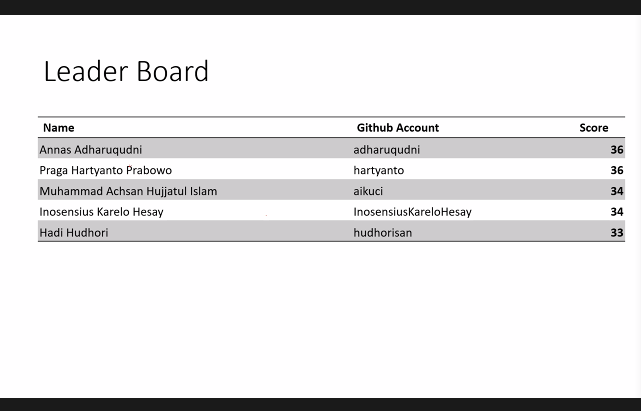 Leader Board
Name Github Account Score
Annas Adharuqudni adharuqudni 36
Praga Hartyanto Prabowo hartyanto 36
Muhammad Achsan Hujjatul Islam aikuci 34
Inosensius Karelo Hesay InosensiusKareloHesay 34
Hadi Hudhori hudhorisan 33